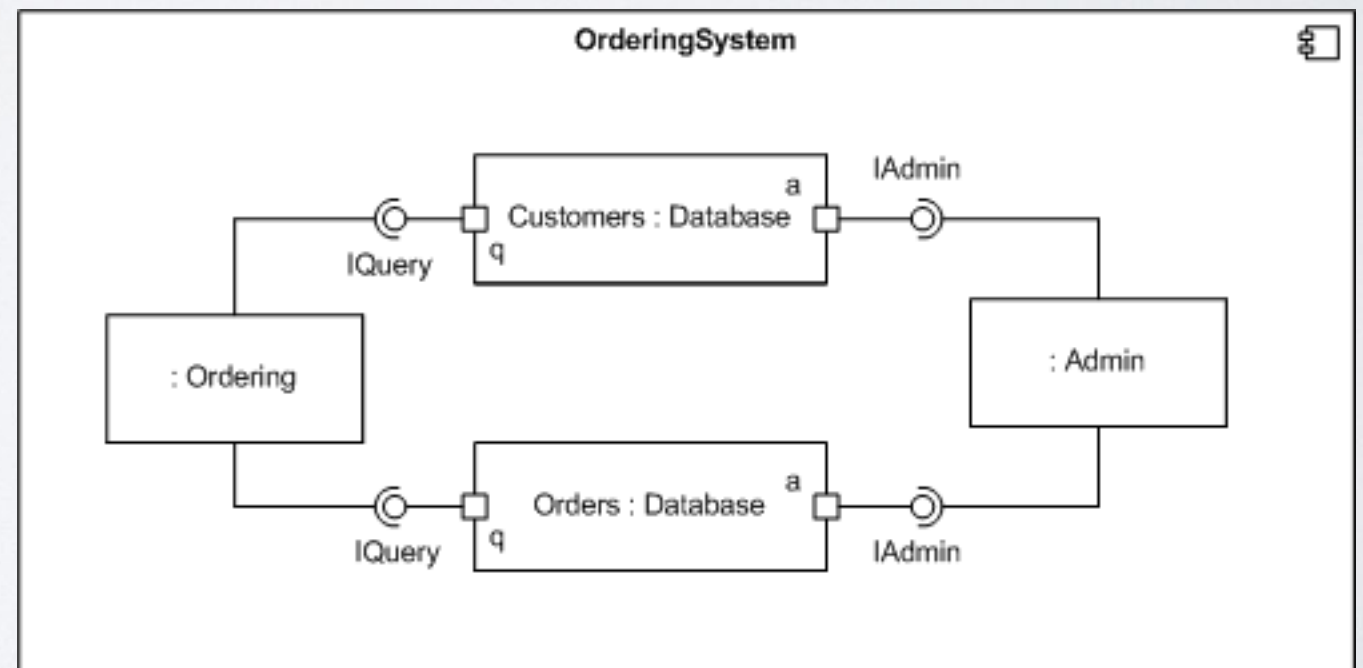 OrderingSystem
IAdmin
a
Customers : Database
q
IQuery
: Ordering
: Admin
a
Orders : Database
q
IQuery
IAdmin